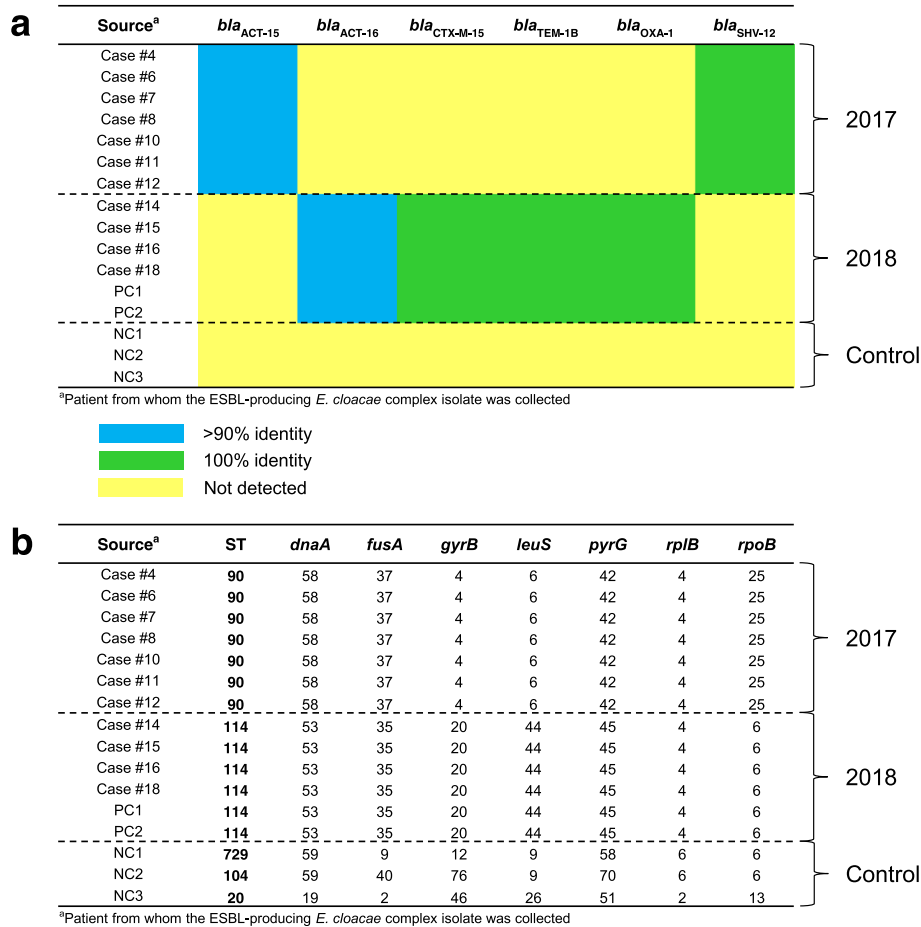 a
Sourceᵃ blaACT-15 blaACT-16 blaCTX-M-15 blaTEM-1B blaOXA-1 blaSHV-12
Case #4
Case #6
Case #7
Case #8
Case #10
Case #11
Case #12
2017
Case #14
Case #15
Case #16
Case #18
PC1
PC2
2018
NC1
NC2
NC3
Control
ᵃPatient from whom the ESBL-producing E. cloacae complex isolate was collected
>90% identity
100% identity
Not detected
b
Sourceᵃ ST dnaA fusA gyrB leuS pyrG rplB rpoB
Case #4 90 58 37 4 6 42 4 25
Case #6 90 58 37 4 6 42 4 25
Case #7 90 58 37 4 6 42 4 25
Case #8 90 58 37 4 6 42 4 25
Case #10 90 58 37 4 6 42 4 25
Case #11 90 58 37 4 6 42 4 25
Case #12 90 58 37 4 6 42 4 25
2017
Case #14 114 53 35 20 44 45 4 6
Case #15 114 53 35 20 44 45 4 6
Case #16 114 53 35 20 44 45 4 6
Case #18 114 53 35 20 44 45 4 6
PC1 114 53 35 20 44 45 4 6
PC2 114 53 35 20 44 45 4 6
2018
NC1 729 59 9 12 9 58 6 6
NC2 104 59 40 76 9 70 6 6
NC3 20 19 2 46 26 51 2 13
Control
ᵃPatient from whom the ESBL-producing E. cloacae complex isolate was collected